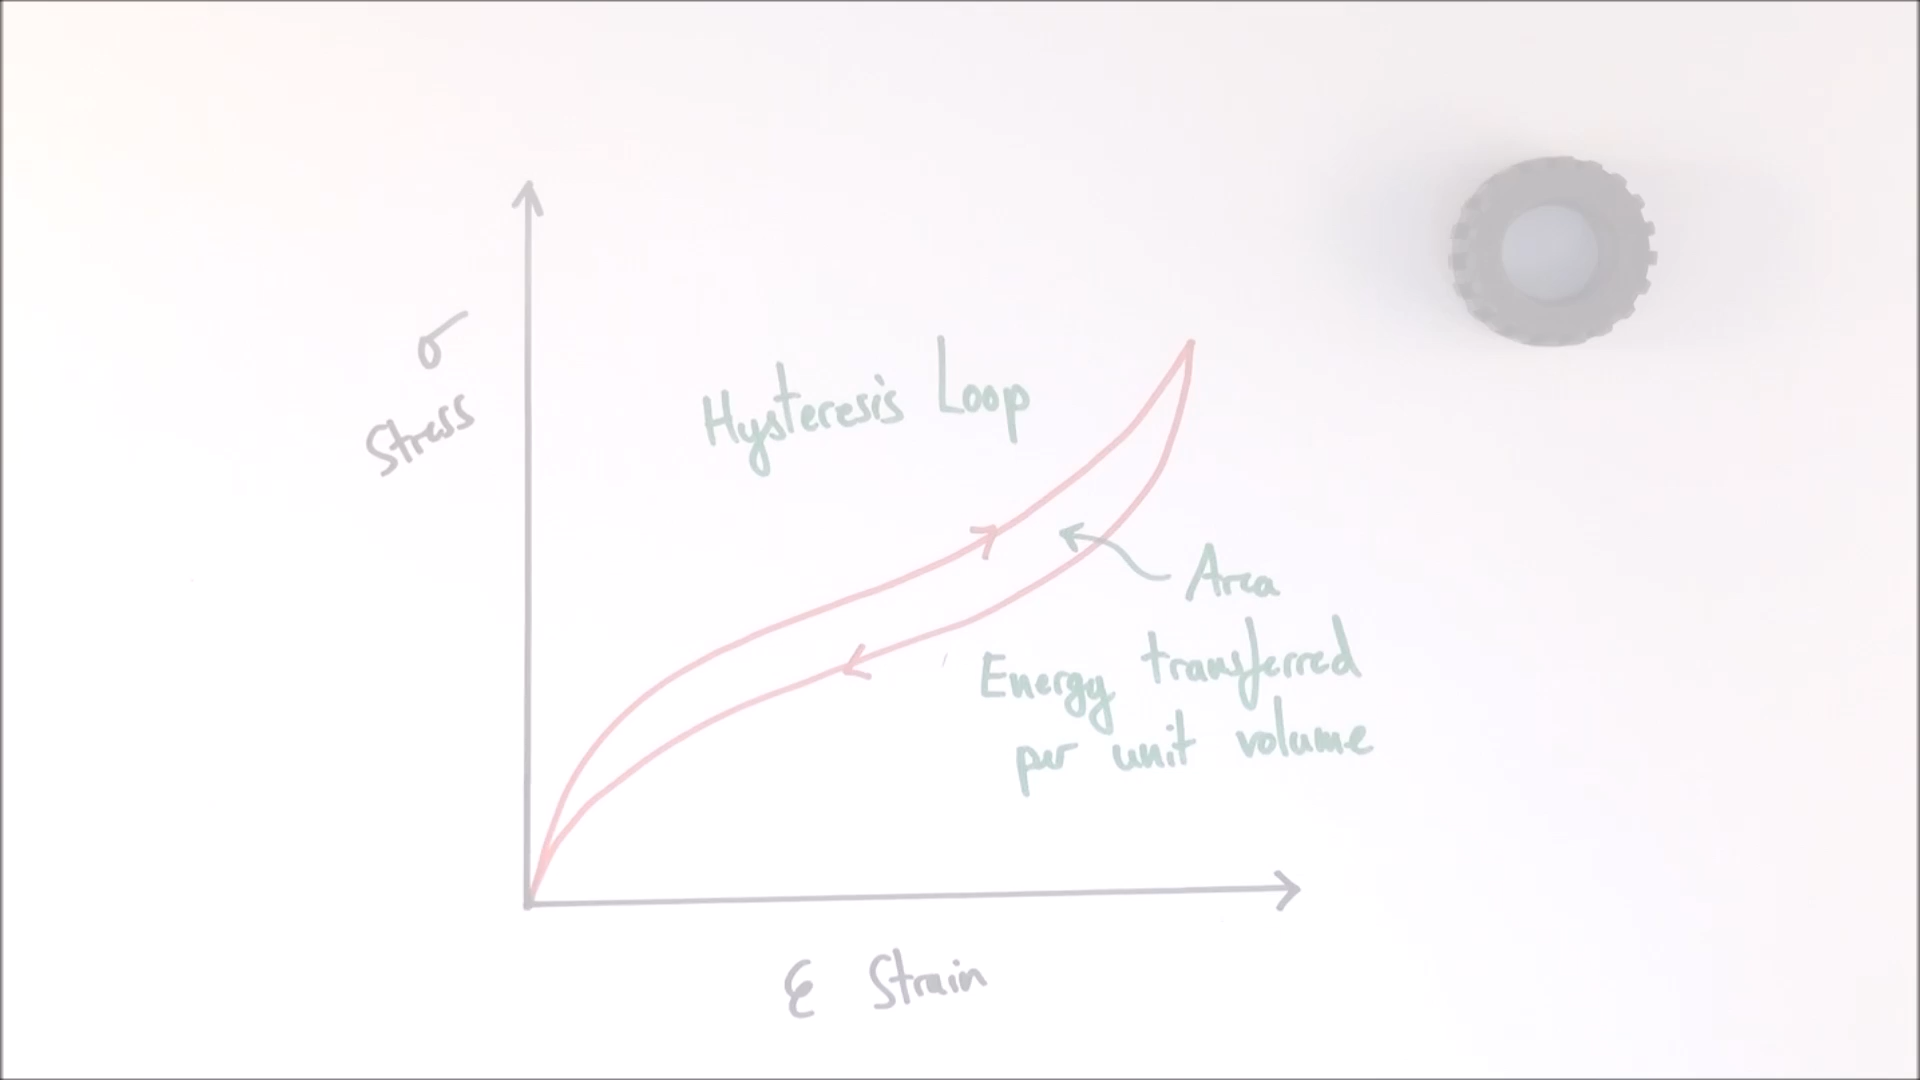 σ
Stress
Hysteresis Loop
Area
Energy transferred
per unit volume
ε Strain